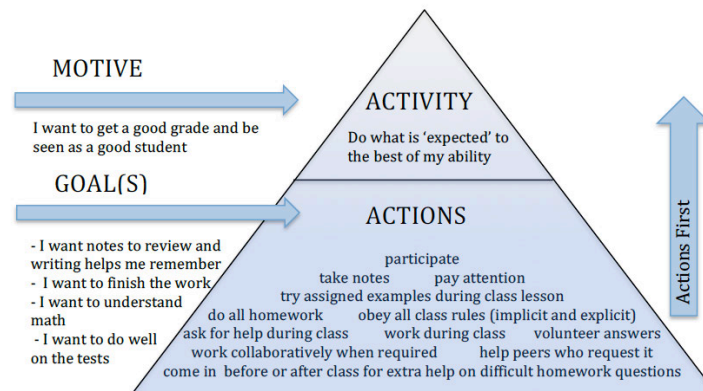 MOTIVE
I want to get a good grade and be
seen as a good student
GOAL(S)
- I want notes to review and
writing helps me remember
- I want to finish the work
- I want to understand
math
- I want to do well
on the tests
ACTIVITY
Do what is ‘expected’ to
the best of my ability
ACTIONS
participate
take notes pay attention
try assigned examples during class lesson
do all homework obey all class rules (implicit and explicit)
ask for help during class work during class volunteer answers
work collaboratively when required help peers who request it
come in before or after class for extra help on difficult homework questions
Actions First